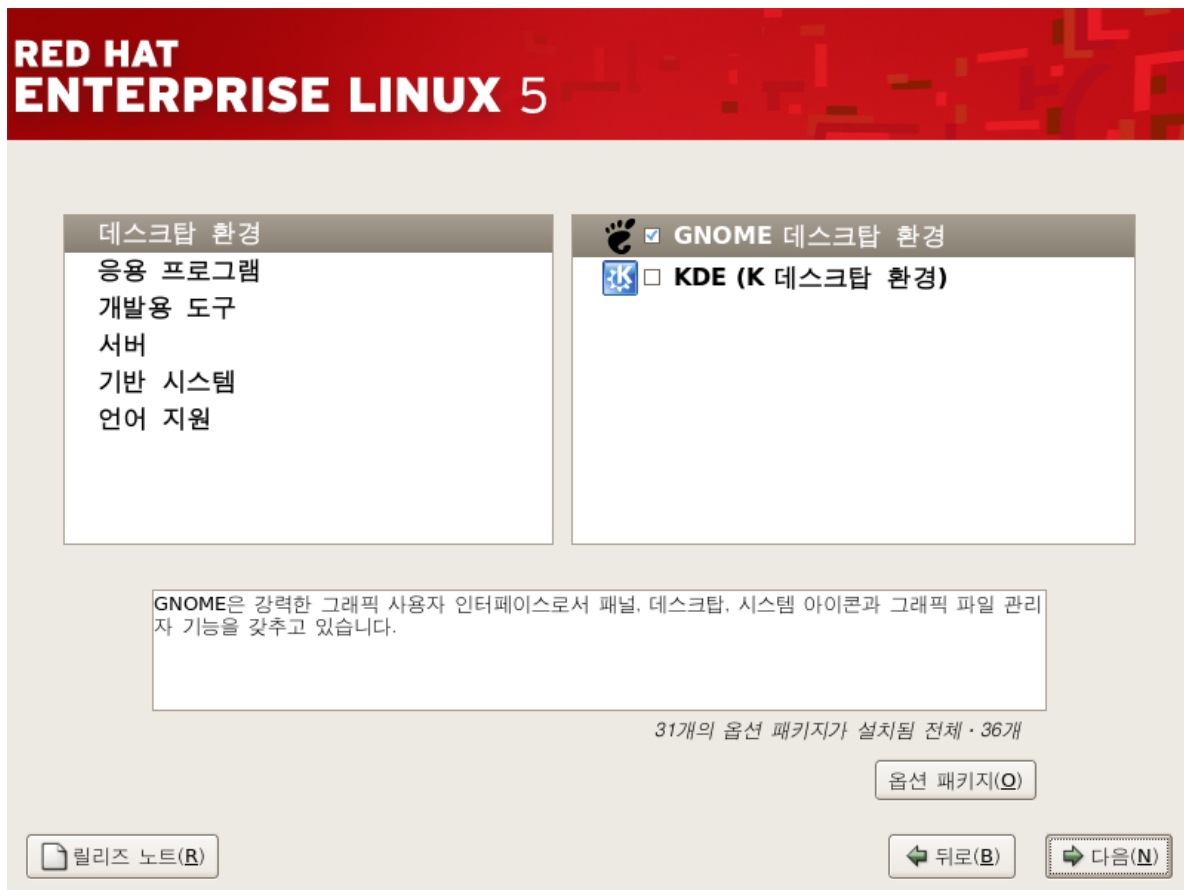 RED HAT
ENTERPRISE LINUX 5
데스크탑 환경
응용 프로그램
개발용 도구
서버
기반 시스템
언어 지원
GNOME 데스크탑 환경
KDE (K 데스크탑 환경)
GNOME은 강력한 그래픽 사용자 인터페이스로서 패널, 데스크탑, 시스템 아이콘과 그래픽 파일 관리
자 기능을 갖추고 있습니다.
31개의 옵션 패키지가 설치됨 전체 · 36개
옵션 패키지(O)
릴리즈 노트(R)
뒤로(B)
다음(N)